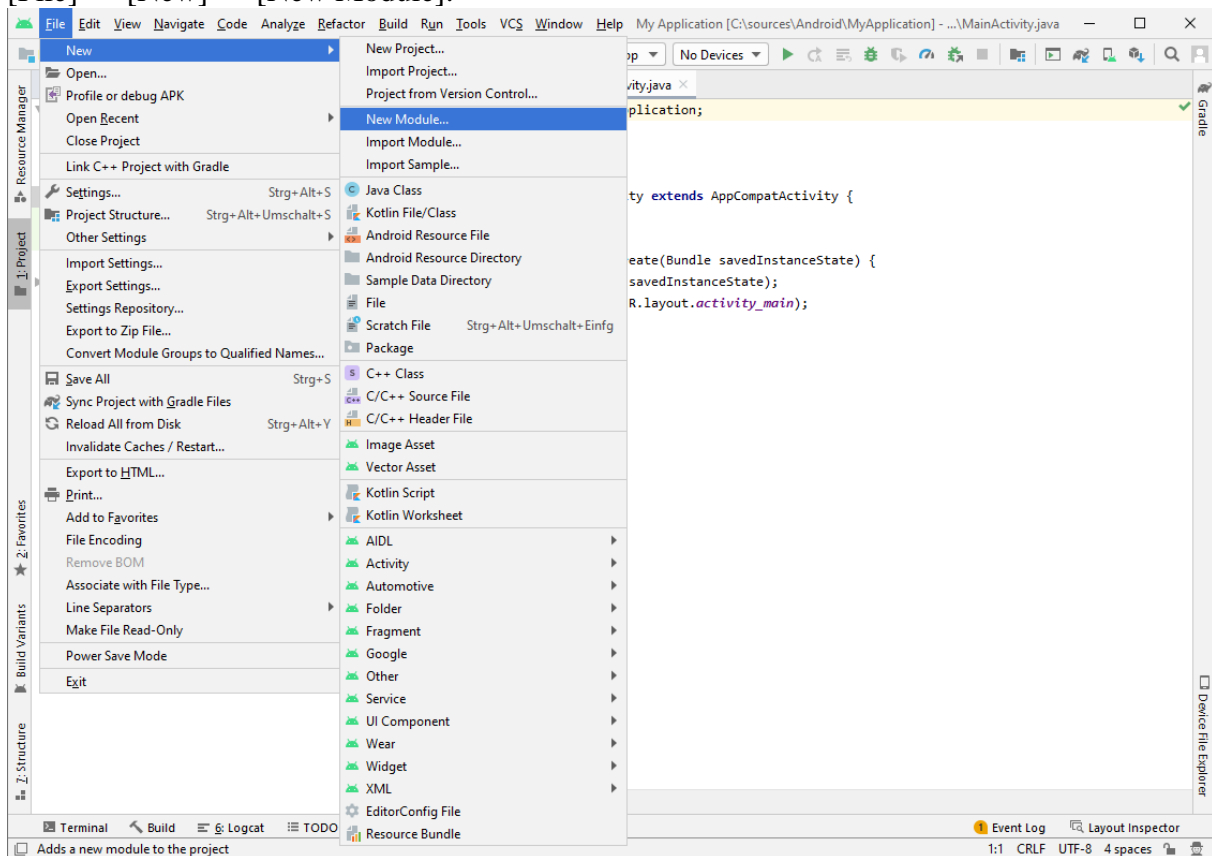 [File] [New] [New Module].
File Edit View Navigate Code Analyze Refactor Build Run Tools VCS Window Help My Application [C:\sources\Android\MyApplication] - ...\MainActivity.java
New
Open...
Profile or debug APK
Open Recent
Close Project
Link C++ Project with Gradle
Settings... Strg+Alt+S
Project Structure... Strg+Alt+Umschalt+S
Other Settings
Import Settings...
Export Settings...
Settings Repository...
Export to Zip File...
Convert Module Groups to Qualified Names...
Save All Strg+S
Sync Project with Gradle Files
Reload All from Disk Strg+Alt+Y
Invalidate Caches / Restart...
Export to HTML...
Print...
Add to Favorites
File Encoding
Remove BOM
Associate with File Type...
Line Separators
Make File Read-Only
Power Save Mode
Exit
New Project...
Import Project...
Project from Version Control...
New Module...
Import Module...
Import Sample...
Java Class
Kotlin File/Class
Android Resource File
Android Resource Directory
Sample Data Directory
File
Scratch File Strg+Alt+Umschalt+Einfg
Package
C++ Class
C/C++ Source File
C/C++ Header File
Image Asset
Vector Asset
Kotlin Script
Kotlin Worksheet
AIDL
Activity
Automotive
Folder
Fragment
Google
Other
Service
UI Component
Wear
Widget
XML
EditorConfig File
Resource Bundle
pp No Devices
vity.java
plication;
ty extends AppCompatActivity {
eate(Bundle savedInstanceState) {
savedInstanceState);
R.layout.activity_main);
Resource Manager
1: Project
2: Favorites
Build Variants
7: Structure
Gradle
Device File Explorer
Terminal Build 6: Logcat TODO
1 Event Log Layout Inspector
Adds a new module to the project
1:1 CRLF UTF-8 4 spaces